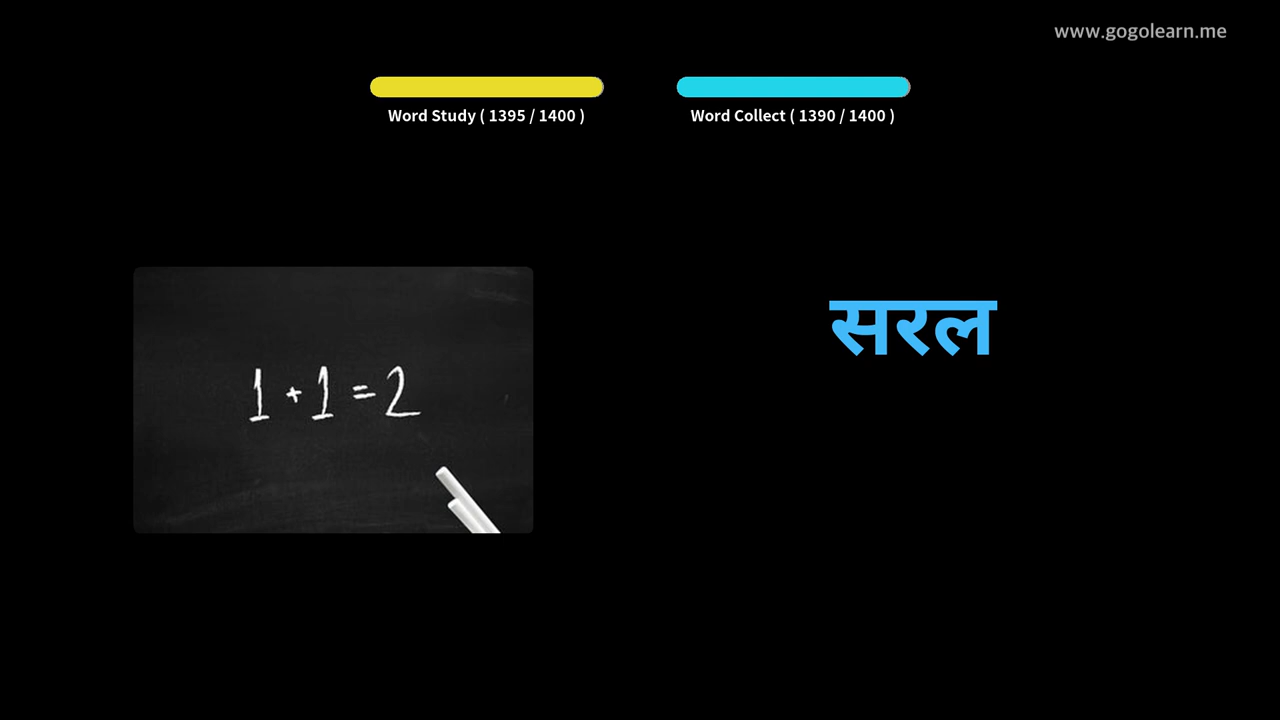 www.gogolearn.me
Word Study ( 1395 / 1400 )
Word Collect ( 1390 / 1400 )
सरल
1 + 1 = 2